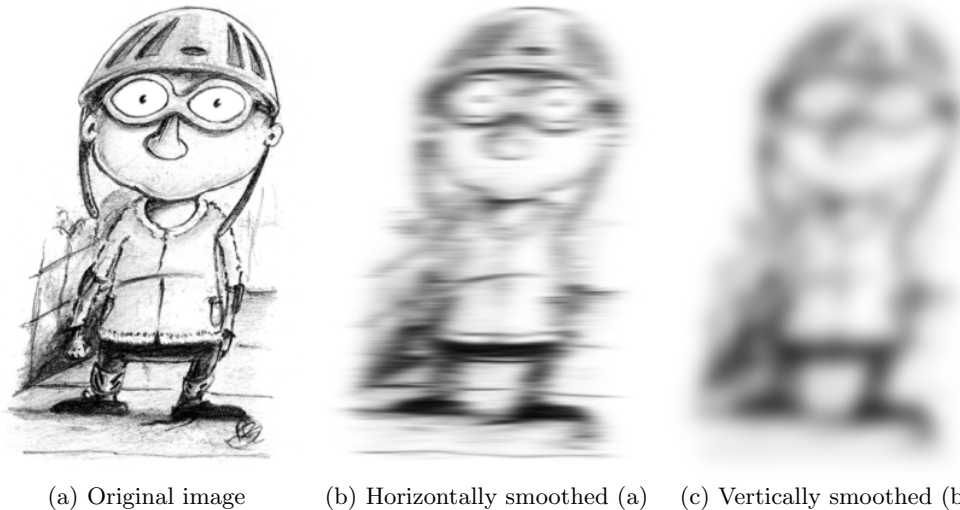 (a) Original image
(b) Horizontally smoothed (a)
(c) Vertically smoothed (b